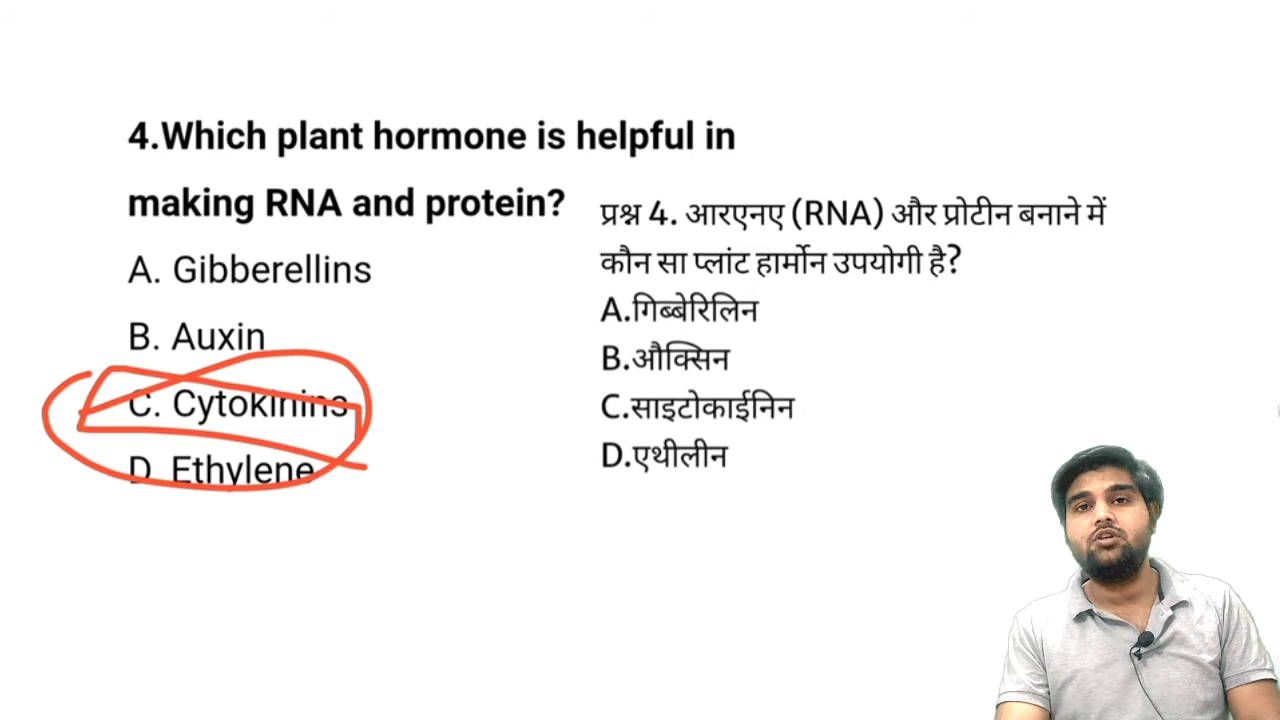 4.Which plant hormone is helpful in
making RNA and protein?
A. Gibberellins
B. Auxin
C. Cytokinins
D. Ethylene
प्रश्न 4. आरएनए (RNA) और प्रोटीन बनाने में
कौन सा प्लांट हार्मोन उपयोगी है?
A.गिब्बेरिलिन
B.औक्सिन
C.साइटोकाईनिन
D.एथीलीन